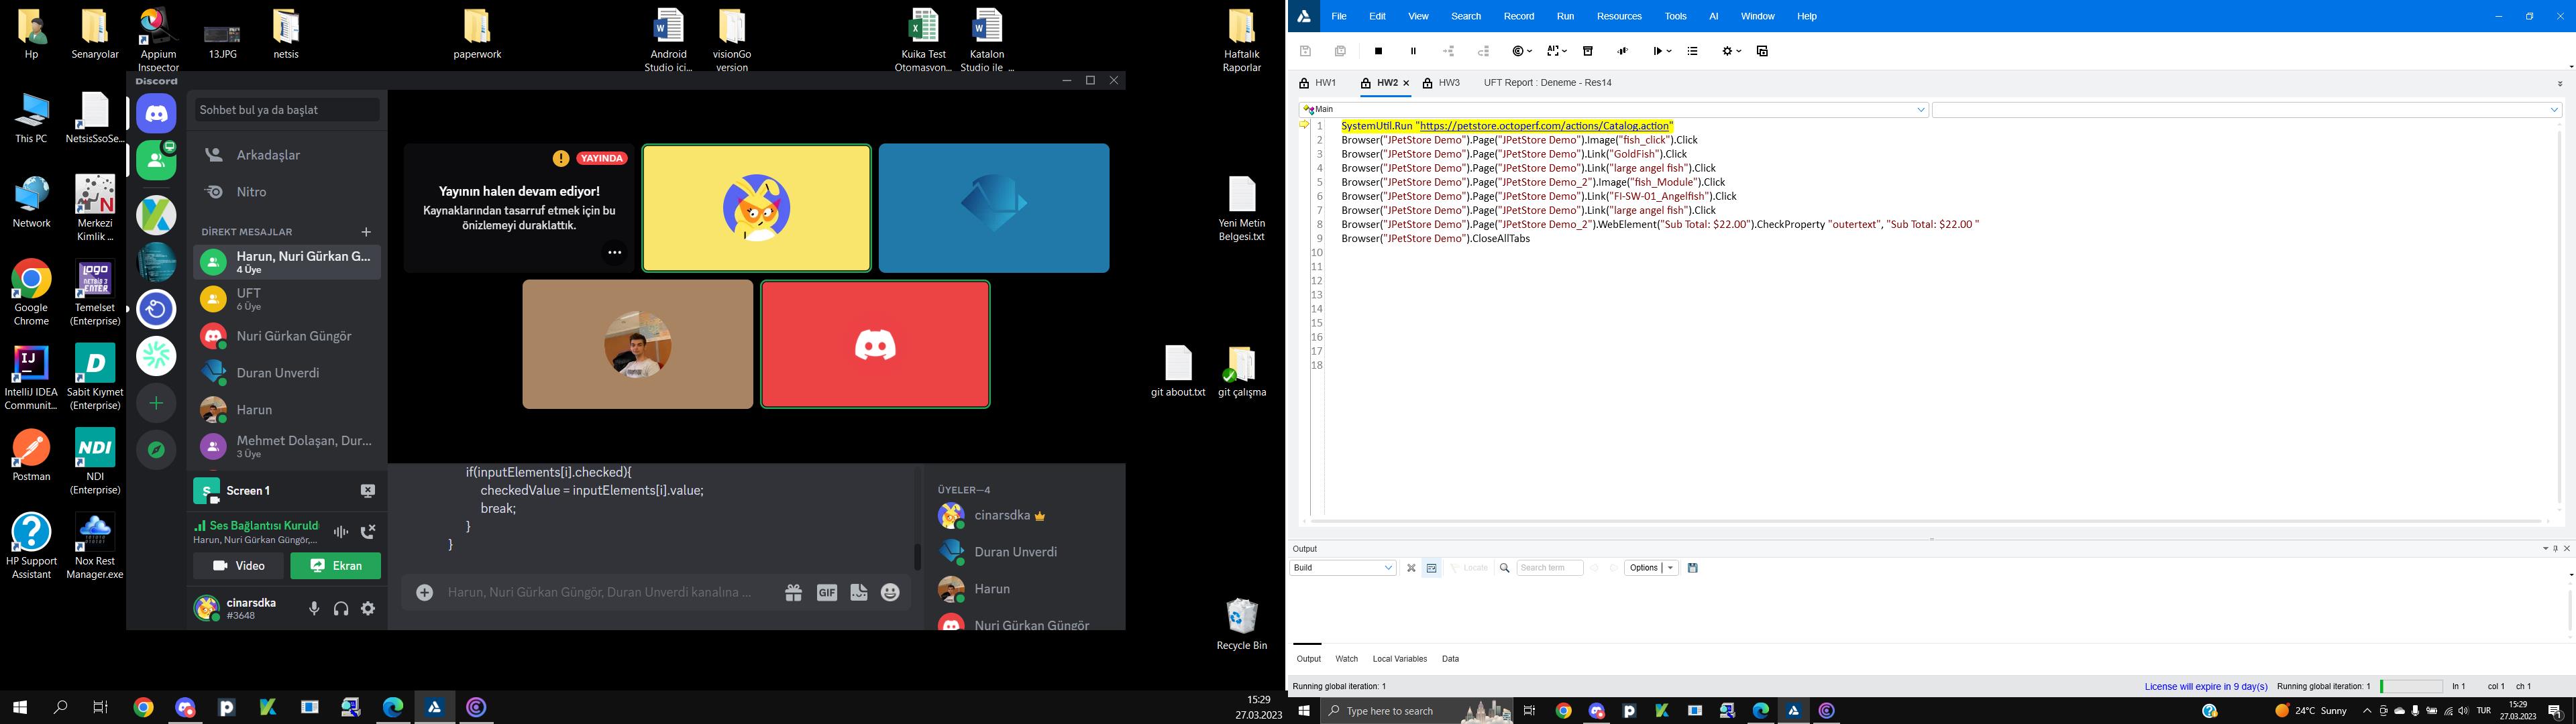 Hp
Senaryolar
Appium
Inspector
13.JPG
netsis
paperwork
Android
Studio ici...
visionGo
version
Kuika Test
Otomasyon...
Katalon
Studio ile ...
Haftalık
Raporlar
This PC
NetsisSsoSe...
Network
Merkezi
Kimlik ...
Google
Chrome
Temelset
(Enterprise)
IntelliJ IDEA
Communit...
Sabit Kıymet
(Enterprise)
Postman
NDI
(Enterprise)
HP Support
Assistant
Nox Rest
Manager.exe
Yeni Metin
Belgesi.txt
git about.txt
git çalışma
Recycle Bin
Discord
Sohbet bul ya da başlat
Arkadaşlar
Nitro
DİREKT MESAJLAR
Harun, Nuri Gürkan G...
4 Üye
UFT
6 Üye
Nuri Gürkan Güngör
Duran Unverdi
Harun
Mehmet Dolaşan, Dur...
3 Üye
Screen 1
Ses Bağlantısı Kuruld
Harun, Nuri Gürkan Güngör,...
Video
Ekran
cinarsdka
#3648
YAYINDA
Yayının halen devam ediyor!
Kaynaklarından tasarruf etmek için bu
önizlemeyi duraklattık.
if(inputElements[i].checked){
checkedValue = inputElements[i].value;
break;
}
}
Harun, Nuri Gürkan Güngör, Duran Unverdi kanalına ...
GIF
ÜYELER—4
cinarsdka
Duran Unverdi
Harun
Nuri Gürkan Güngör
15:29
27.03.2023
File Edit View Search Record Run Resources Tools AI Window Help
HW1 HW2 HW3 UFT Report : Deneme - Res14
Main
1 SystemUtil.Run "https://petstore.octoperf.com/actions/Catalog.action"
2 Browser("JPetStore Demo").Page("JPetStore Demo").Image("fish_click").Click
3 Browser("JPetStore Demo").Page("JPetStore Demo").Link("GoldFish").Click
4 Browser("JPetStore Demo").Page("JPetStore Demo").Link("large angel fish").Click
5 Browser("JPetStore Demo").Page("JPetStore Demo_2").Image("fish_Module").Click
6 Browser("JPetStore Demo").Page("JPetStore Demo").Link("FI-SW-01_Angelfish").Click
7 Browser("JPetStore Demo").Page("JPetStore Demo").Link("large angel fish").Click
8 Browser("JPetStore Demo").Page("JPetStore Demo_2").WebElement("Sub Total: $22.00").CheckProperty "outertext", "Sub Total: $22.00 "
9 Browser("JPetStore Demo").CloseAllTabs
10
11
12
13
14
15
16
17
18
Output
Build
Locate
Search term
Options
Output Watch Local Variables Data
Running global iteration: 1
License will expire in 9 day(s)
Running global iteration: 1
ln 1 col 1 ch 1
Type here to search
24°C Sunny
TUR
15:29
27.03.2023